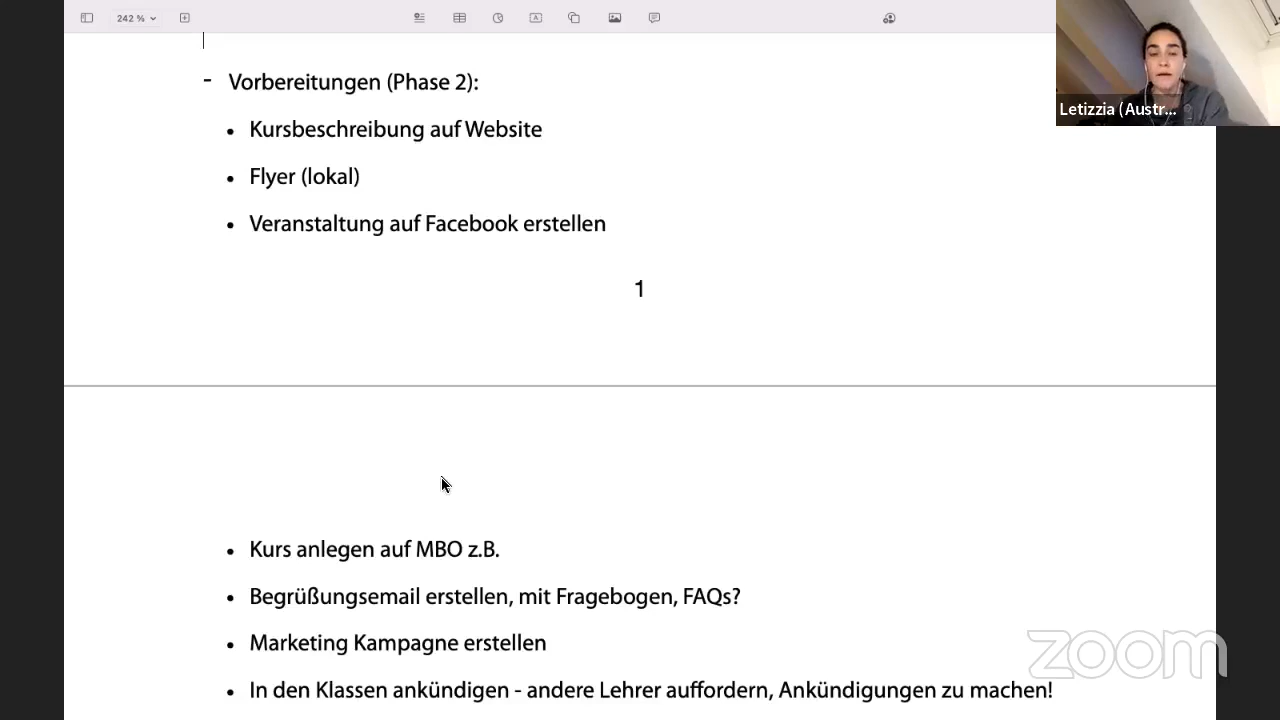 242 %
Letizzia (Austr...
- Vorbereitungen (Phase 2):
• Kursbeschreibung auf Website
• Flyer (lokal)
• Veranstaltung auf Facebook erstellen
1
• Kurs anlegen auf MBO z.B.
• Begrüßungsemail erstellen, mit Fragebogen, FAQs?
• Marketing Kampagne erstellen
• In den Klassen ankündigen - andere Lehrer auffordern, Ankündigungen zu machen!
zoom